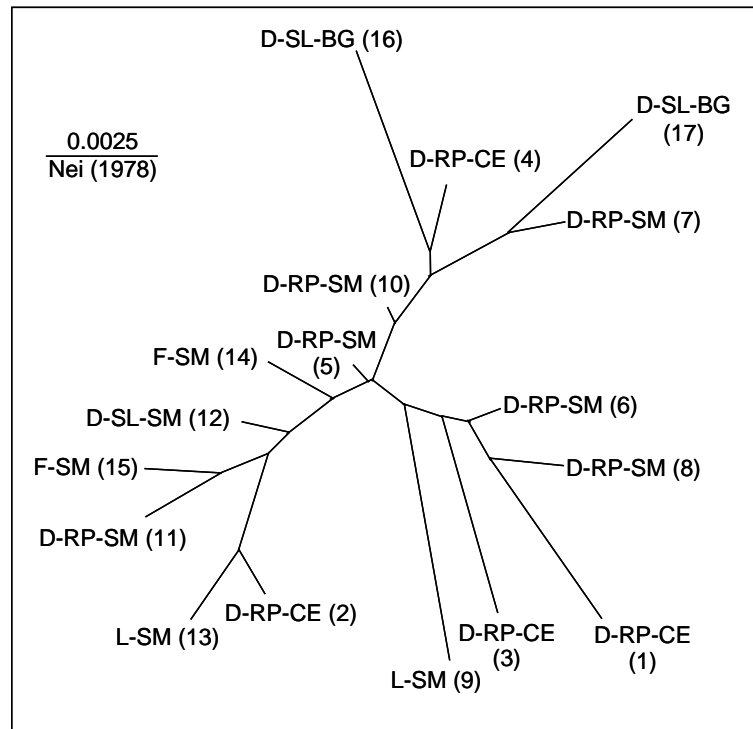 D-SL-BG (16)
D-SL-BG
(17)
0.0025
Nei (1978)
D-RP-CE (4)
D-RP-SM (7)
D-RP-SM (10)
D-RP-SM
(5)
F-SM (14)
D-SL-SM (12)
D-RP-SM (6)
F-SM (15)
D-RP-SM (8)
D-RP-SM (11)
D-RP-CE (2)
L-SM (13)
D-RP-CE
(3)
D-RP-CE
(1)
L-SM (9)